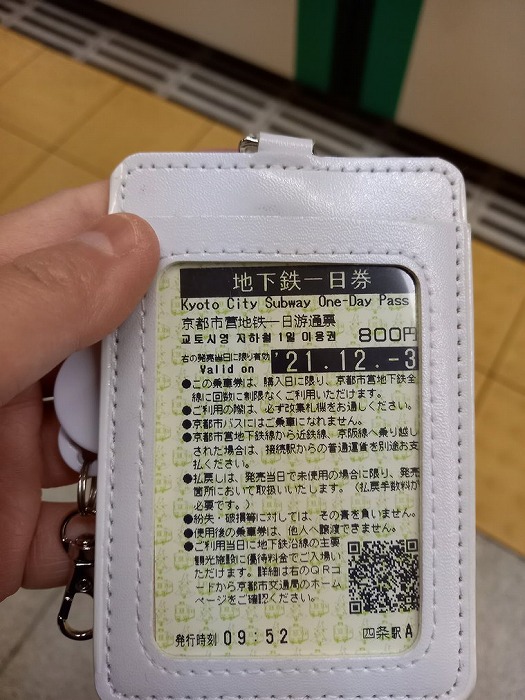 地下鉄一日券
Kyoto City Subway One-Day Pass
京都市营地铁一日游通票
교토시영 지하철 1일 이용권 800円
右の発売当日に限り有効 '21.12.-3
Valid on
●この乗車券は、購入日に限り、京都市営地下鉄全
線に回数に制限なくご利用いただけます。
●ご利用の際は、必ず改集札機をお通しください。
●京都市バスにはご乗車になれません。
●京都市営地下鉄線から近鉄線、京阪線へ乗り越し
された場合は、接続駅からの普通運賃を別途お支
払ください。
●払戻しは、発売当日で未使用の場合に限り、発売
箇所において取扱いいたします。(払戻手数料が
必要です。)
●紛失・破損等に対しては、その責を負いません。
●使用後の乗車券は、他人へ譲渡できません。
●ご利用当日に地下鉄沿線の主要
観光施設に優待料金でご入場い
ただけます。詳細は右のQRコ
ードから京都市交通局のホーム
ページをご確認ください。
発行時刻 09:52 四条駅A